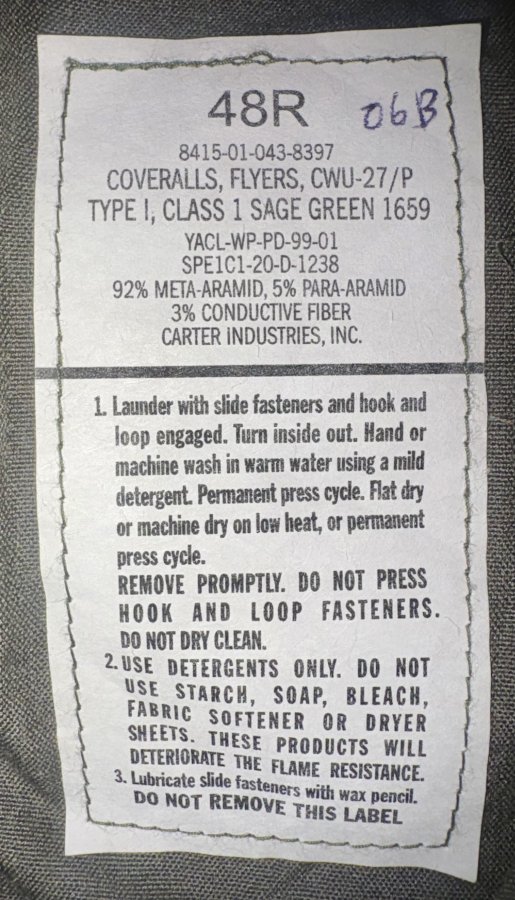 48R 06B
8415-01-043-8397
COVERALLS, FLYERS, CWU-27/P
TYPE I, CLASS 1 SAGE GREEN 1659
YACL-WP-PD-99-01
SPE1C1-20-D-1238
92% META-ARAMID, 5% PARA-ARAMID
3% CONDUCTIVE FIBER
CARTER INDUSTRIES, INC.
1. Launder with slide fasteners and hook and
loop engaged. Turn inside out. Hand or
machine wash in warm water using a mild
detergent. Permanent press cycle. Flat dry
or machine dry on low heat, or permanent
press cycle.
REMOVE PROMPTLY. DO NOT PRESS
HOOK AND LOOP FASTENERS.
DO NOT DRY CLEAN.
2. USE DETERGENTS ONLY. DO NOT
USE STARCH, SOAP, BLEACH,
FABRIC SOFTENER OR DRYER
SHEETS. THESE PRODUCTS WILL
DETERIORATE THE FLAME RESISTANCE.
3. Lubricate slide fasteners with wax pencil.
DO NOT REMOVE THIS LABEL